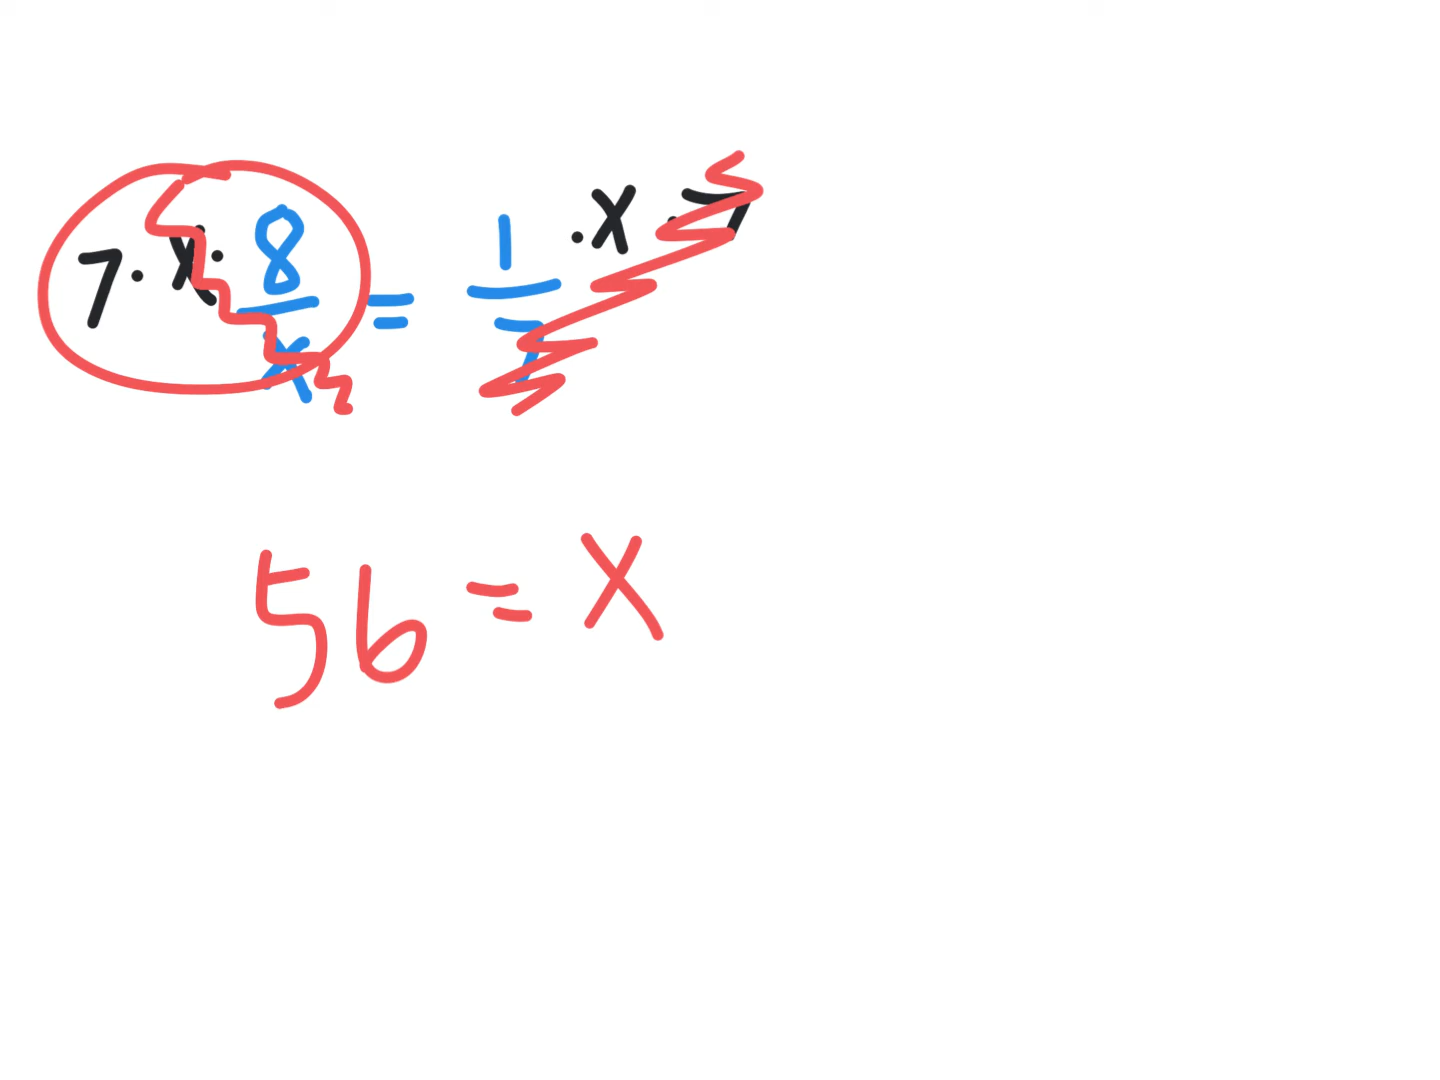 7 · x · 8/x = 1/7 · x · 7
56 = x